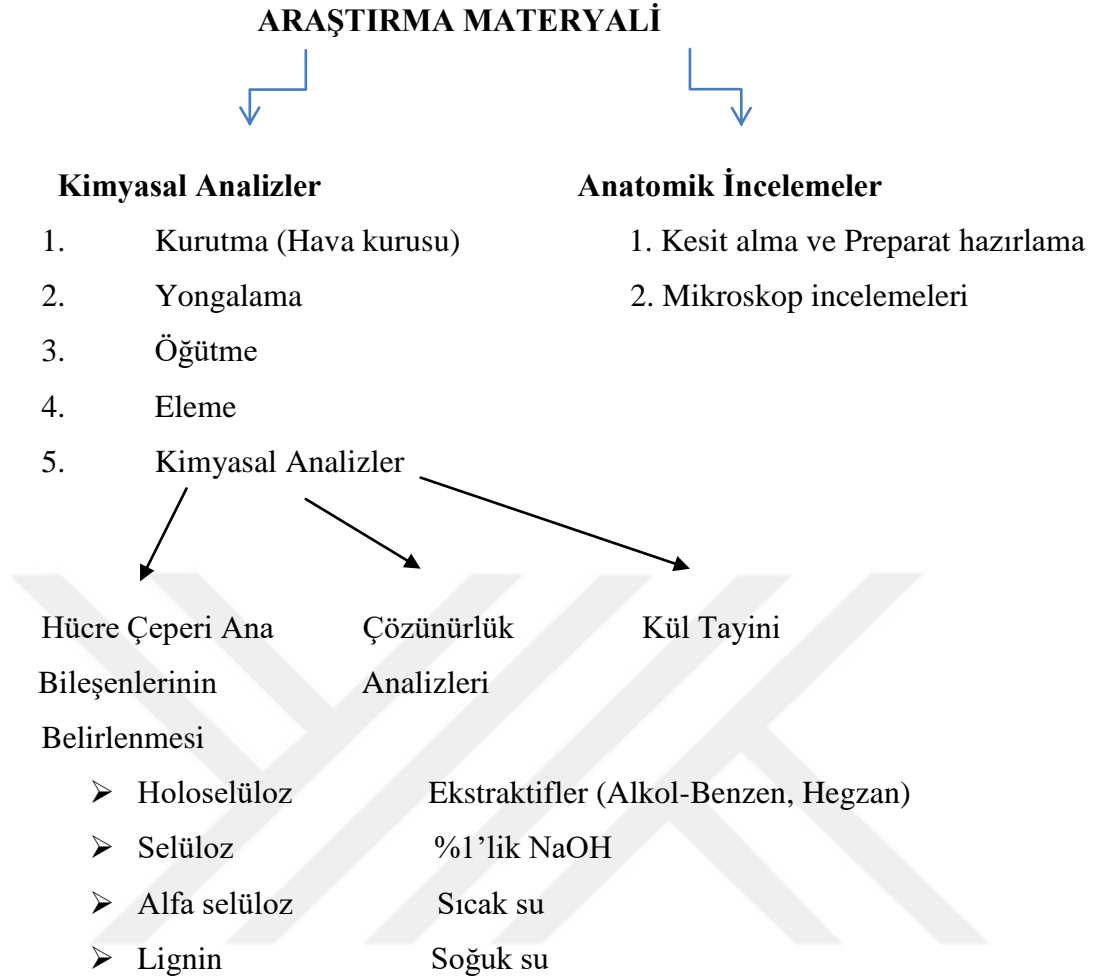 ARAŞTIRMA MATERYALİ
Kimyasal Analizler
1. Kurutma (Hava kurusu)
2. Yongalama
3. Öğütme
4. Eleme
5. Kimyasal Analizler
Anatomik İncelemeler
1. Kesit alma ve Preparat hazırlama
2. Mikroskop incelemeleri
Hücre Çeperi Ana
Bileşenlerinin
Belirlenmesi
➢ Holoselüloz
➢ Selüloz
➢ Alfa selüloz
➢ Lignin
Çözünürlük
Analizleri
Ekstraktifler (Alkol-Benzen, Hegzan)
%1’lik NaOH
Sıcak su
Soğuk su
Kül Tayini